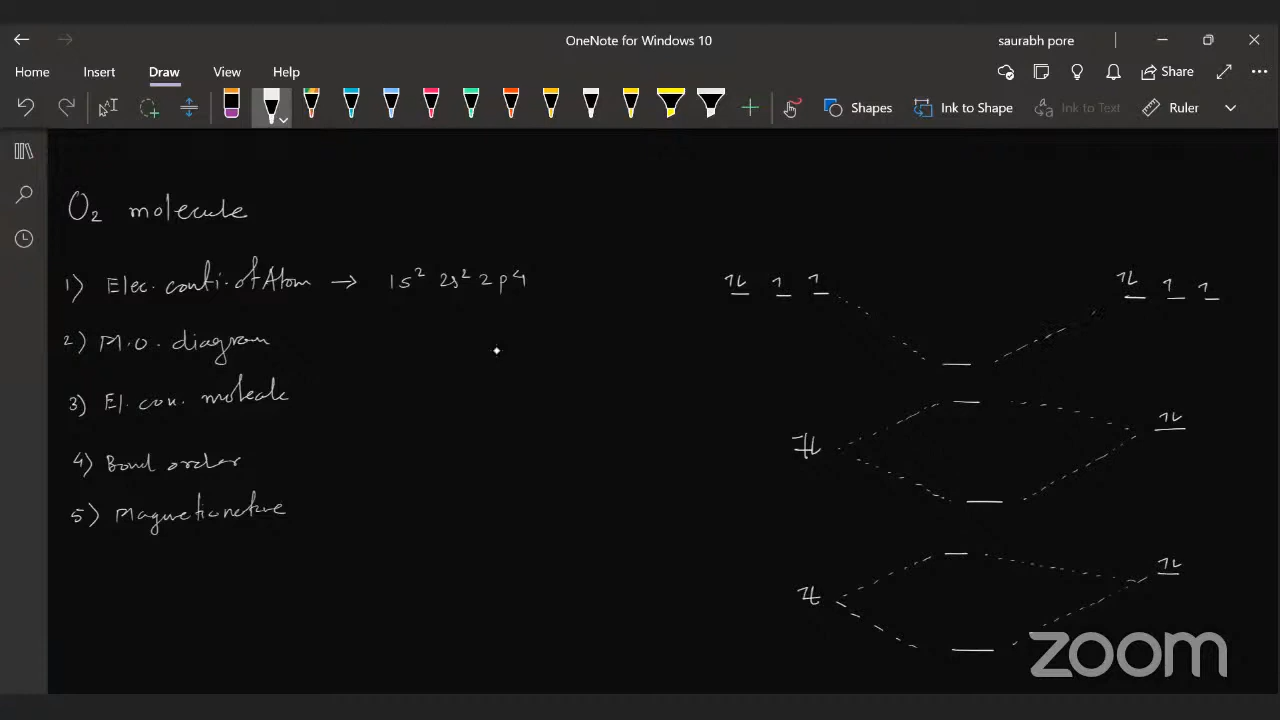 OneNote for Windows 10
saurabh pore
Home Insert Draw View Help
Share
Shapes Ink to Shape Ink to Text Ruler
O2 molecule
1) Elec. confi. of Atom → 1s² 2s² 2p4
2) M.O. diagram
3) El. con. molecule
4) Bond order
5) Magnetic nature
zoom